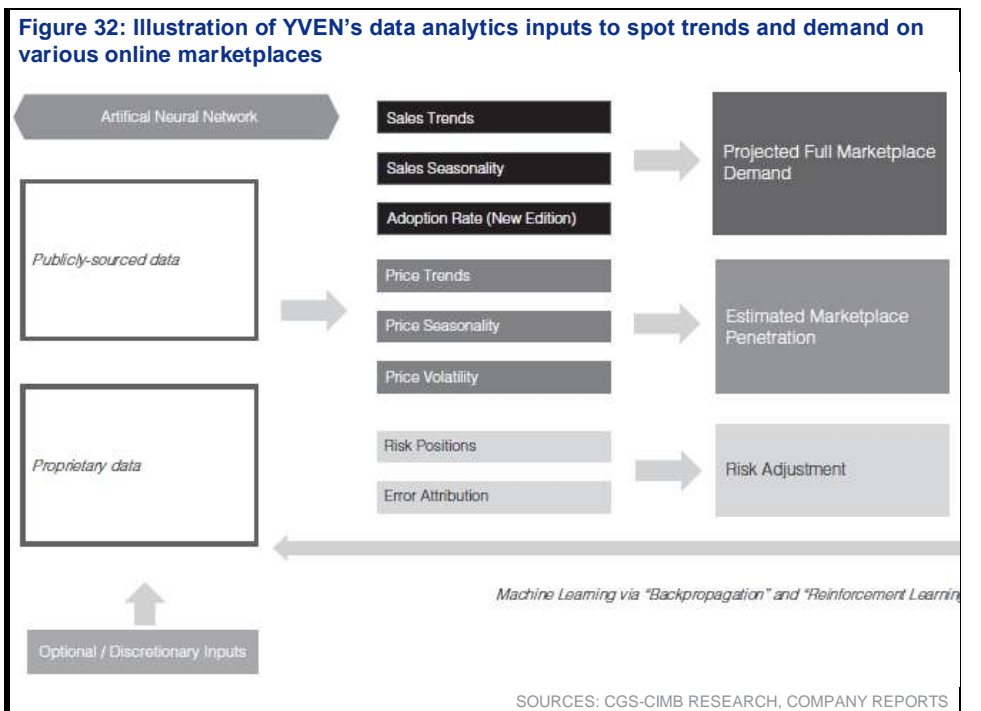 Figure 32: Illustration of YVEN's data analytics inputs to spot trends and demand on
various online marketplaces
Artifical Neural Network
Publicly-sourced data
Proprietary data
Optional / Discretionary Inputs
Sales Trends
Sales Seasonality
Adoption Rate (New Edition)
Price Trends
Price Seasonality
Price Volatility
Risk Positions
Error Attribution
Projected Full Marketplace
Demand
Estimated Marketplace
Penetration
Risk Adjustment
Machine Learning via "Backpropagation" and "Reinforcement Learnin
SOURCES: CGS-CIMB RESEARCH, COMPANY REPORTS